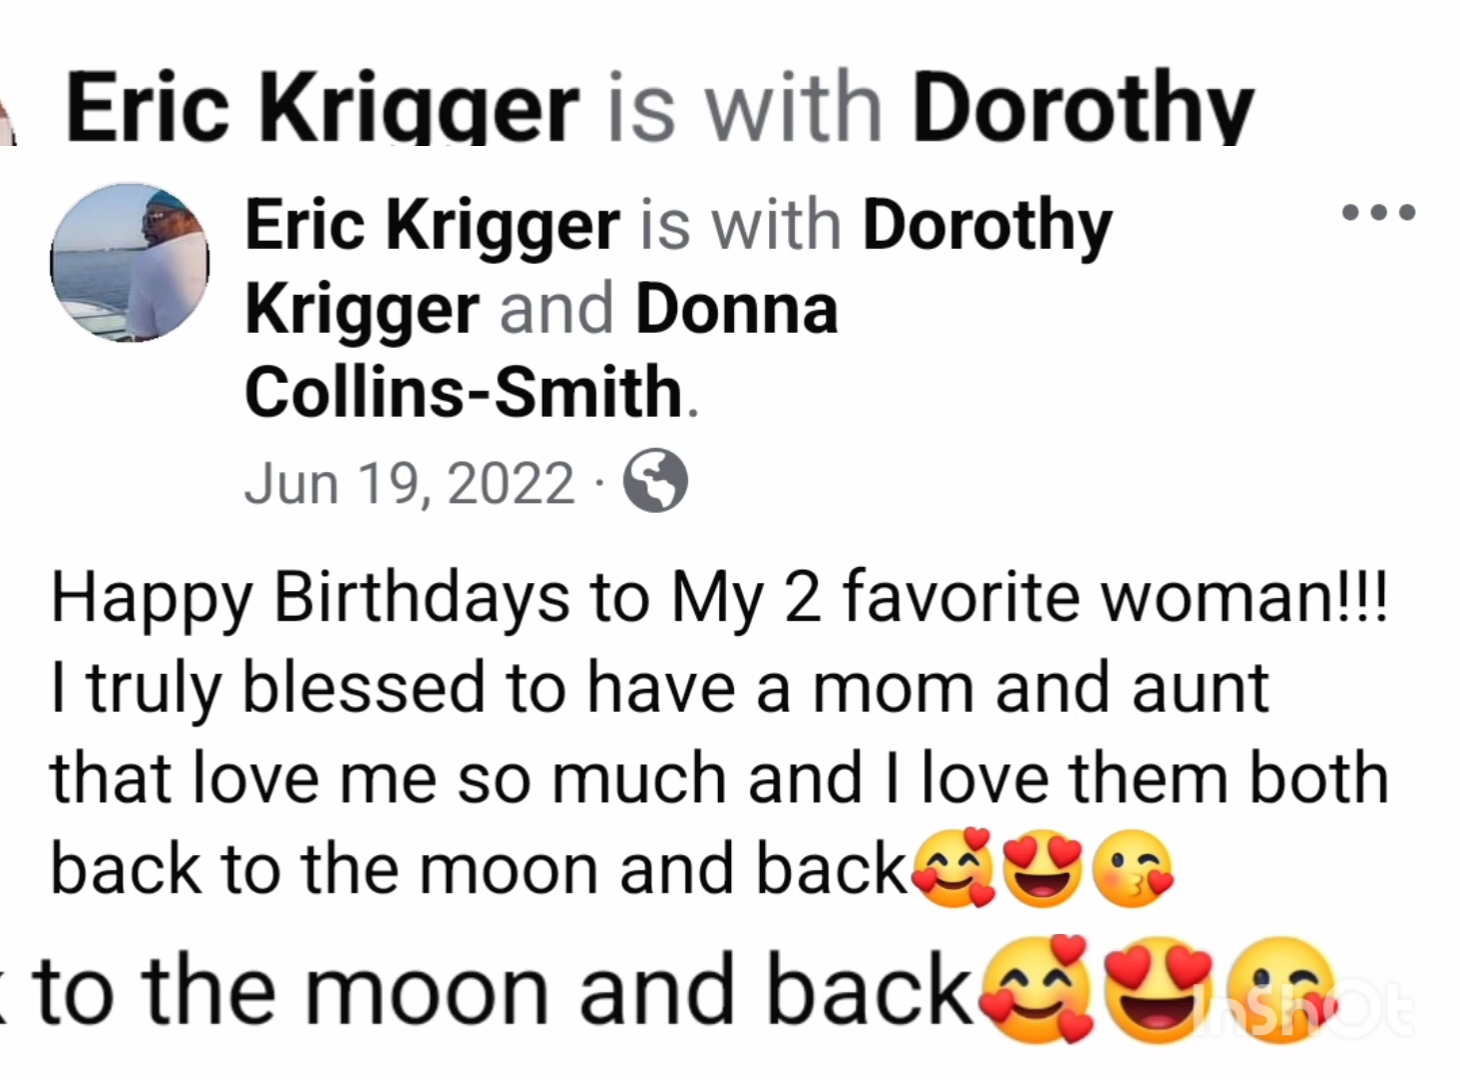 Eric Krigger is with Dorothy
Eric Krigger is with Dorothy
Krigger and Donna
Collins-Smith.
Jun 19, 2022 ·
Happy Birthdays to My 2 favorite woman!!!
I truly blessed to have a mom and aunt
that love me so much and I love them both
back to the moon and back🥰😍😘
to the moon and back🥰😍😘
InShOt